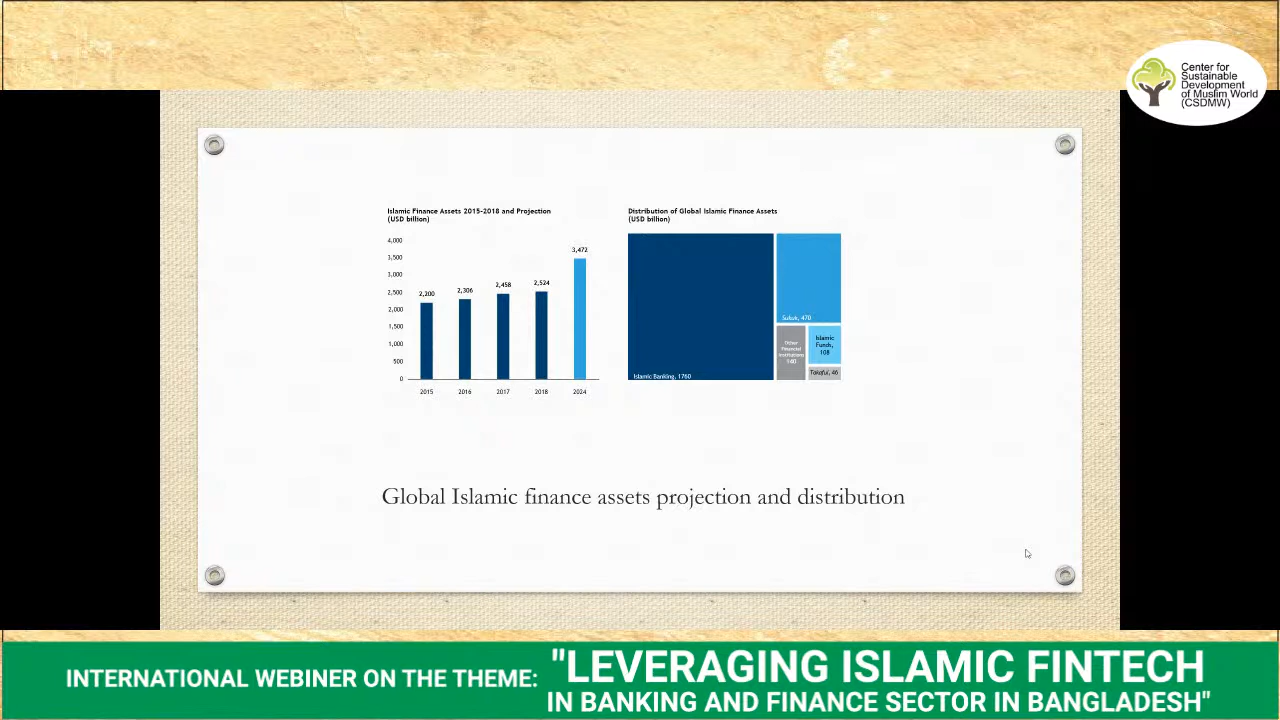 Center for
Sustainable
Development
of Muslim World
(CSDMW)
Islamic Finance Assets 2015-2018 and Projection
(USD billion)
4,000
3,500
3,000
2,500
2,000
1,500
1,000
500
0
2,200
2,306
2,458
2,524
3,472
2015
2016
2017
2018
2024
Distribution of Global Islamic Finance Assets
(USD billion)
Islamic Banking, 1760
Sukuk, 470
Other
Financial
Institutions
140
Islamic
Funds,
108
Takaful, 46
Global Islamic finance assets projection and distribution
INTERNATIONAL WEBINER ON THE THEME:
"LEVERAGING ISLAMIC FINTECH
IN BANKING AND FINANCE SECTOR IN BANGLADESH"